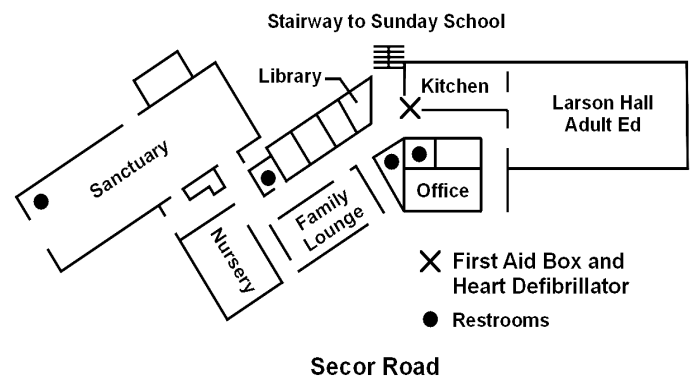 Stairway to Sunday School
Library
Kitchen
Larson Hall
Adult Ed
Sanctuary
Office
Family
Lounge
Nursery
First Aid Box and
Heart Defibrillator
Restrooms
Secor Road